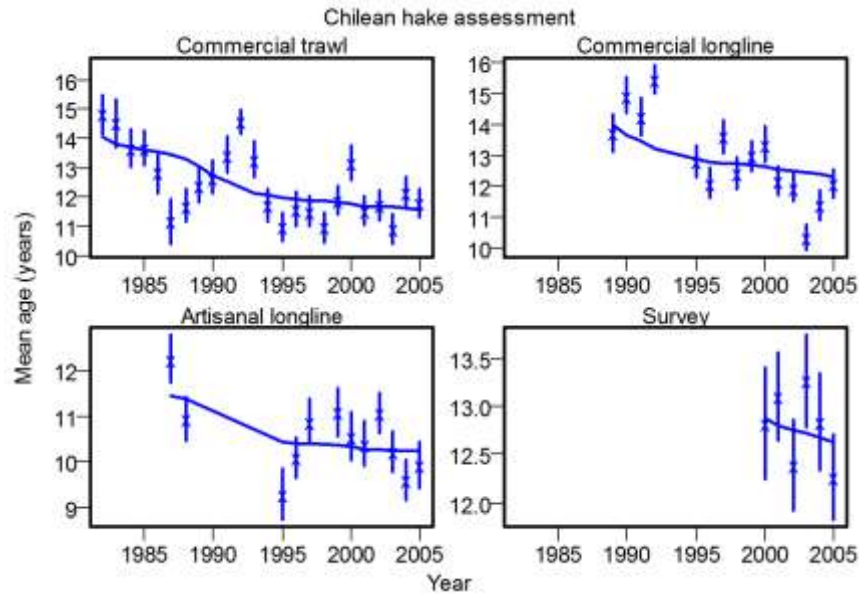 Chilean hake assessment
Commercial trawl
Commercial longline
16
15
14
13
12
11
10
1985 1990 1995 2000 2005
16
15
14
13
12
11
10
1985 1990 1995 2000 2005
Mean age (years)
Artisanal longline
Survey
12
11
10
9
1985 1990 1995 2000 2005
13.5
13.0
12.5
12.0
1985 1990 1995 2000 2005
Year